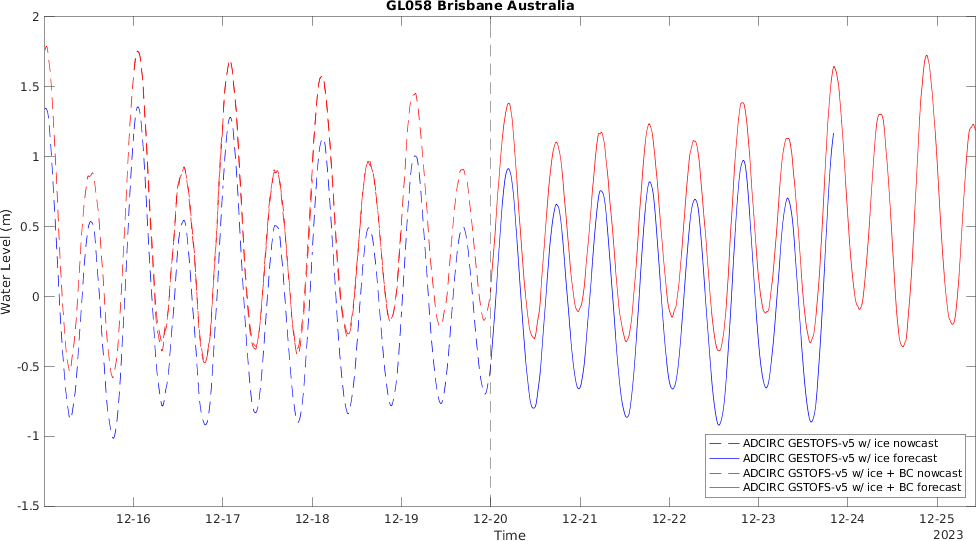 GL058 Brisbane Australia
2
1.5
1
0.5
0
-0.5
-1
-1.5
Water Level (m)
ADCIRC GESTOFS-v5 w/ ice nowcast
ADCIRC GESTOFS-v5 w/ ice forecast
ADCIRC GSTOFS-v5 w/ ice + BC nowcast
ADCIRC GSTOFS-v5 w/ ice + BC forecast
12-16 12-17 12-18 12-19 12-20 12-21 12-22 12-23 12-24 12-25
Time
2023